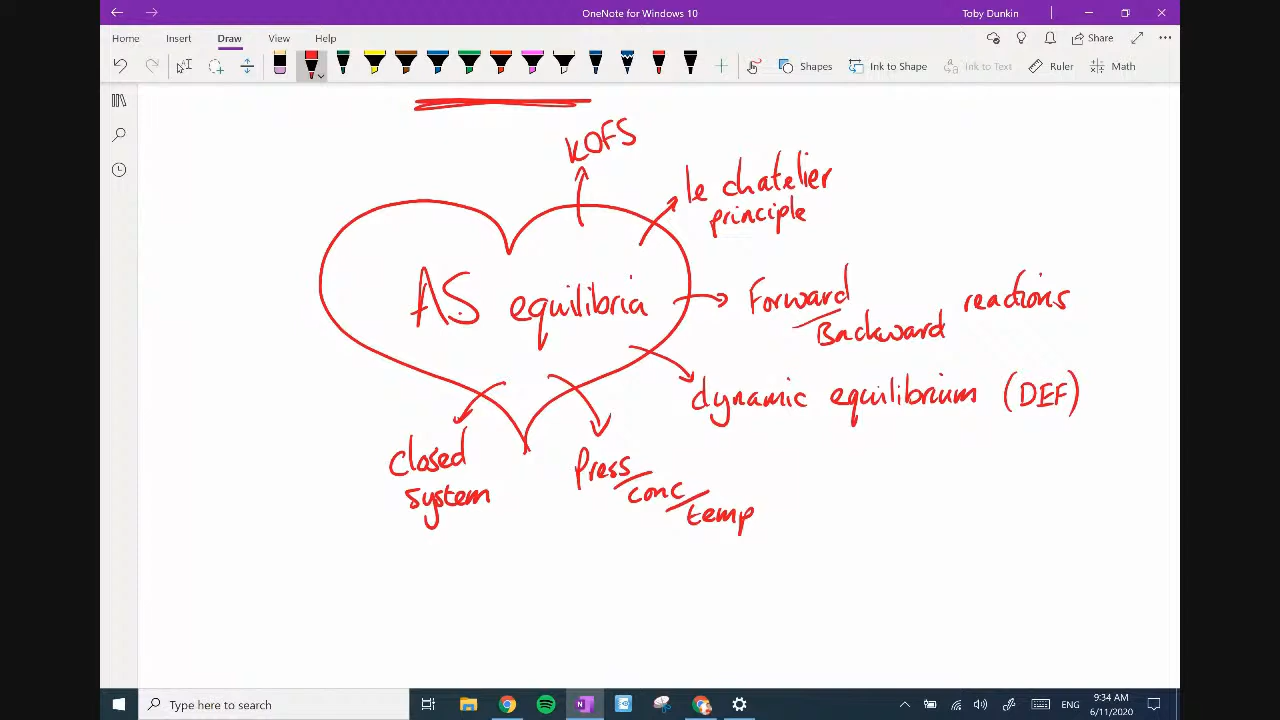 OneNote for Windows 10
Toby Dunkin
Home Insert Draw View Help
Share
Shapes Ink to Shape Ink to Text Ruler Math
KOFS
le chatelier
principle
AS equilibria
Forward/Backward reactions
dynamic equilibrium (DEF)
closed
system
Press/conc/temp
Type here to search
ENG
9:34 AM
6/11/2020